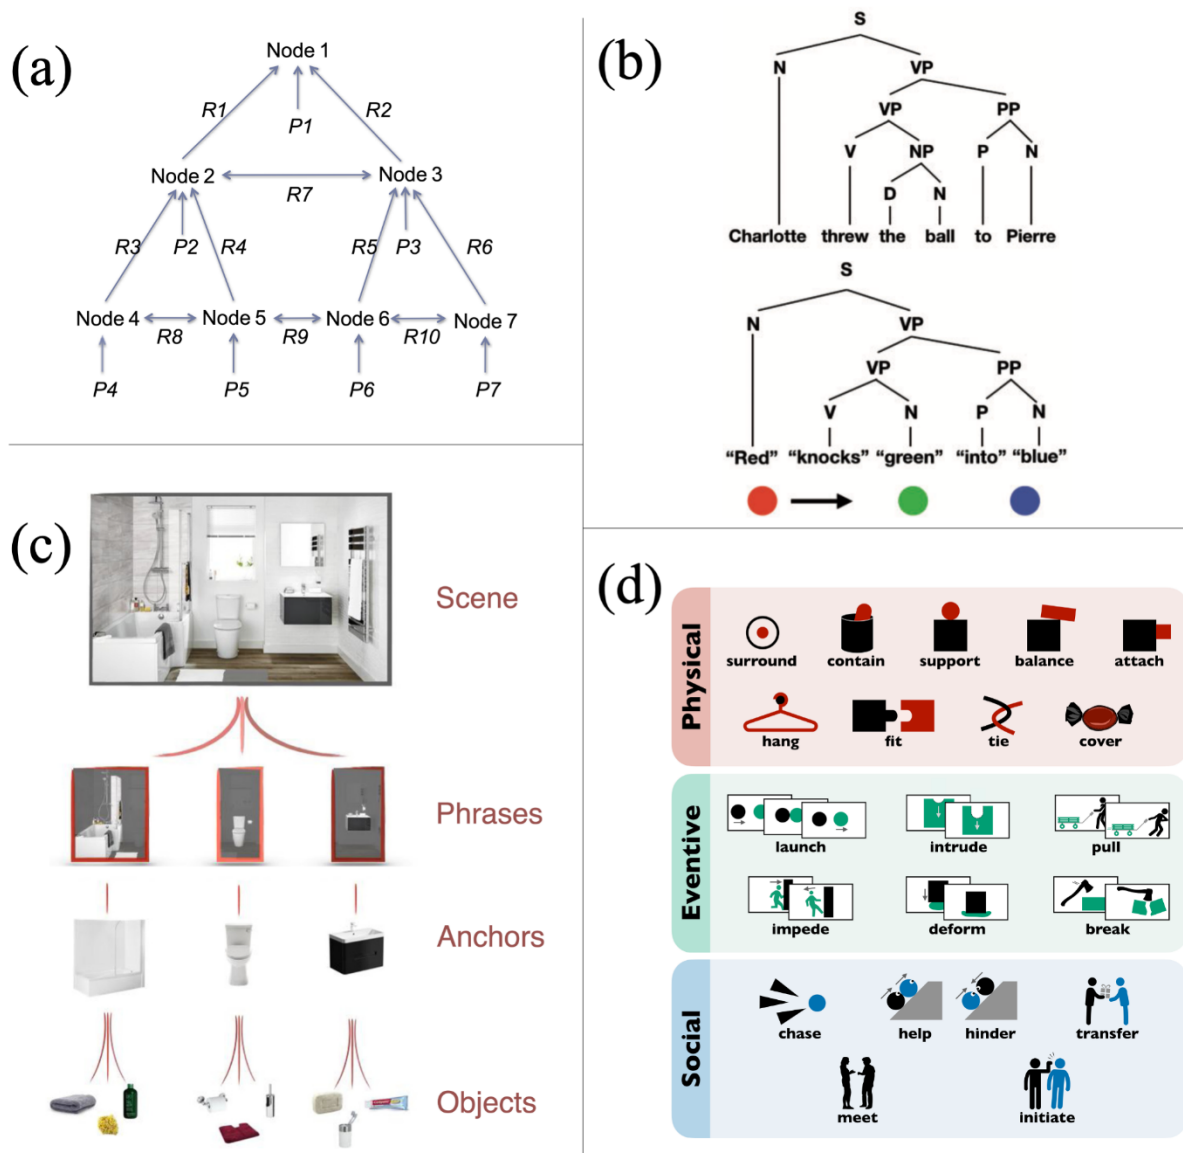 (a)
Node 1
R1
P1
R2
Node 2
Node 3
R7
R3
P2
R4
R5
P3
R6
Node 4
Node 5
Node 6
Node 7
R8
R9
R10
P4
P5
P6
P7
(b)
S
N VP
VP PP
V NP P N
D N
Charlotte threw the ball to Pierre
S
N VP
VP PP
V N P N
“Red” “knocks” “green” “into” “blue”
(c)
Scene
Phrases
Anchors
Objects
(d)
Physical
surround contain support balance attach
hang fit tie cover
Eventive
launch intrude pull
impede deform break
Social
chase help hinder transfer
meet initiate